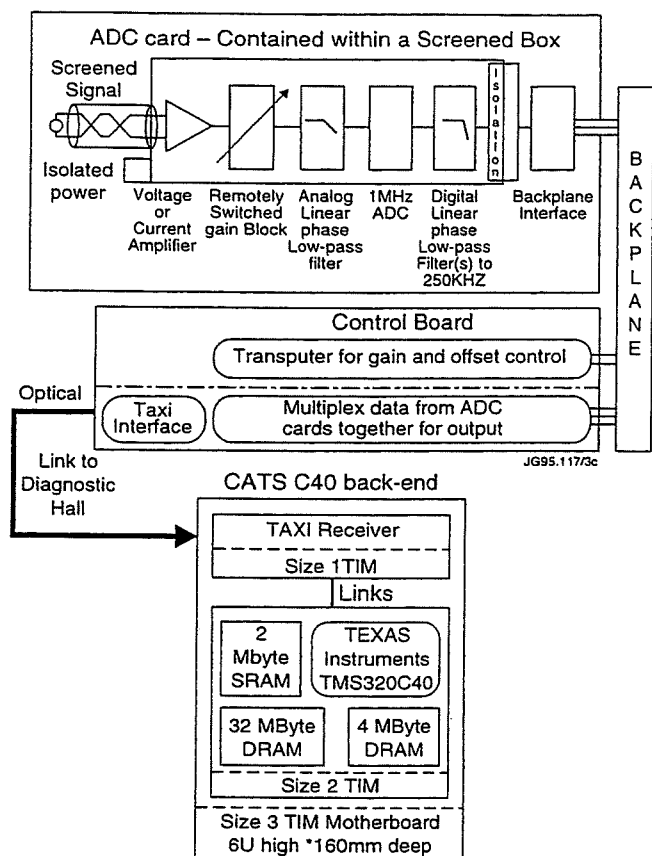 ADC card – Contained within a Screened Box
Screened
Signal
Isolated
power
Isolation
Voltage
or
Current
Amplifier
Remotely
Switched
gain Block
Analog
Linear
phase
Low-pass
filter
1MHz
ADC
Digital
Linear
phase
Low-pass
Filter(s) to
250KHZ
Backplane
Interface
BACKPLANE
Control Board
Transputer for gain and offset control
Optical
Taxi
Interface
Multiplex data from ADC
cards together for output
JG95.117/3c
Link to
Diagnostic
Hall
CATS C40 back-end
TAXI Receiver
Size 1TIM
Links
2
Mbyte
SRAM
TEXAS
Instruments
TMS320C40
32 MByte
DRAM
4 MByte
DRAM
Size 2 TIM
Size 3 TIM Motherboard
6U high *160mm deep